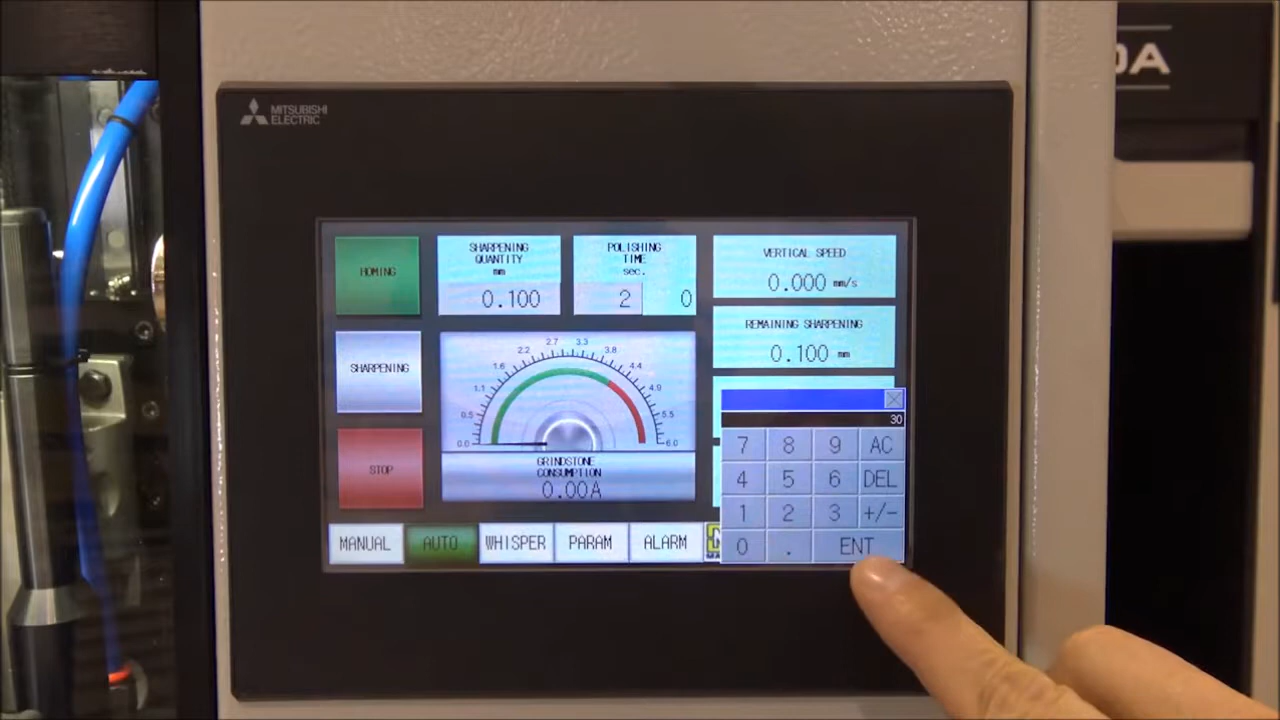 MITSUBISHI
ELECTRIC
0A
HOMING
SHARPENING
QUANTITY
mm
0.100
POLISHING
TIME
sec.
2 0
VERTICAL SPEED
0.000 mm/s
REMAINING SHARPENING
0.100 mm
SHARPENING
0.0 0.5 1.1 1.6 2.2 2.7 3.3 3.8 4.4 4.9 5.5 6.0
GRINDSTONE
CONSUMPTION
0.00A
STOP
30
7 8 9 AC
4 5 6 DEL
1 2 3 +/-
0 . ENT
MANUAL AUTO WHISPER PARAM ALARM